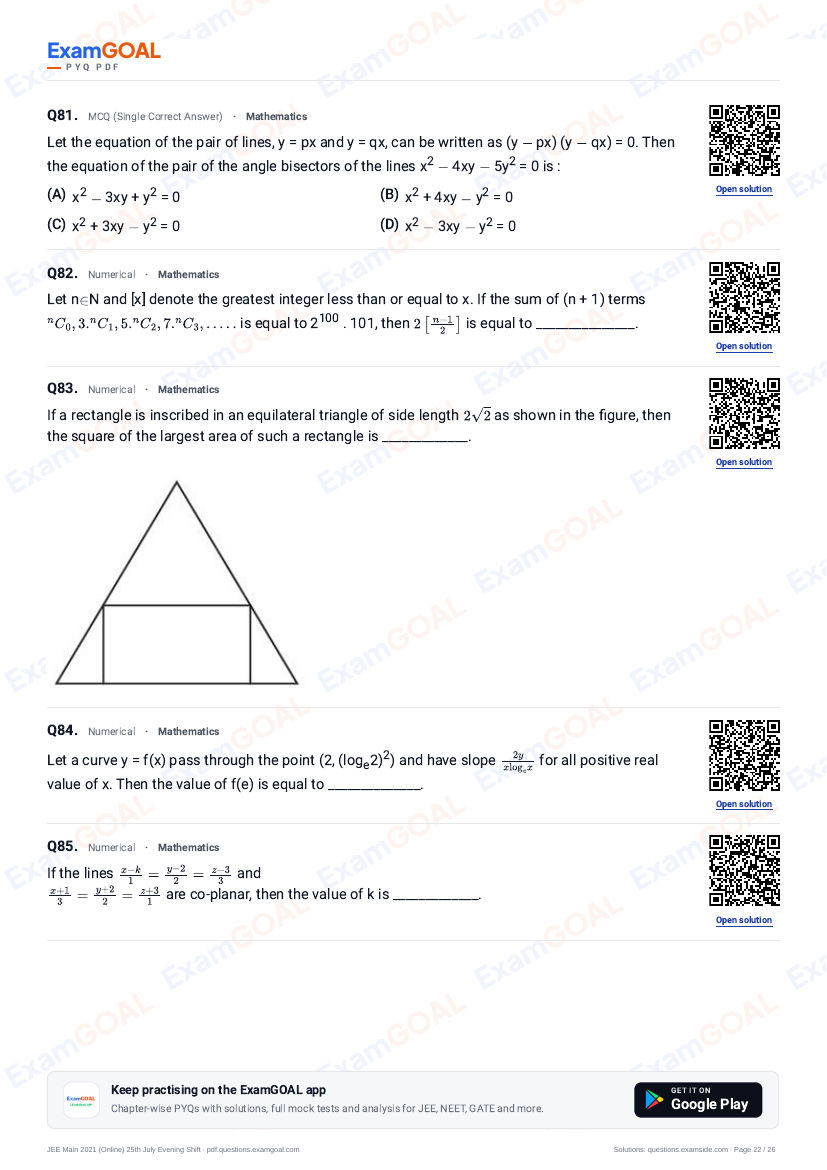 ExamGOAL
PYQ PDF
Q81. MCQ (Single Correct Answer) · Mathematics
Let the equation of the pair of lines, y = px and y = qx, can be written as (y − px) (y − qx) = 0. Then
the equation of the pair of the angle bisectors of the lines x² − 4xy − 5y² = 0 is :
(A) x² − 3xy + y² = 0 (B) x² + 4xy − y² = 0
(C) x² + 3xy − y² = 0 (D) x² − 3xy − y² = 0
Open solution
Q82. Numerical · Mathematics
Let n∈N and [x] denote the greatest integer less than or equal to x. If the sum of (n + 1) terms
ⁿC₀, 3.ⁿC₁, 5.ⁿC₂, 7.ⁿC₃, ..... is equal to 2¹⁰⁰ . 101, then 2 [(n−1)/2] is equal to ______________.
Open solution
Q83. Numerical · Mathematics
If a rectangle is inscribed in an equilateral triangle of side length 2√2 as shown in the figure, then
the square of the largest area of such a rectangle is ____________.
Open solution
Q84. Numerical · Mathematics
Let a curve y = f(x) pass through the point (2, (logₑ2)²) and have slope 2y/(x logₑx) for all positive real
value of x. Then the value of f(e) is equal to _____________.
Open solution
Q85. Numerical · Mathematics
If the lines (x−k)/1 = (y−2)/2 = (z−3)/3 and
(x+1)/3 = (y+2)/2 = (z+3)/1 are co-planar, then the value of k is ____________.
Open solution
Keep practising on the ExamGOAL app
Chapter-wise PYQs with solutions, full mock tests and analysis for JEE, NEET, GATE and more.
GET IT ON
Google Play
JEE Main 2021 (Online) 25th July Evening Shift · pdf.questions.examgoal.com
Solutions: questions.examside.com · Page 22 / 26